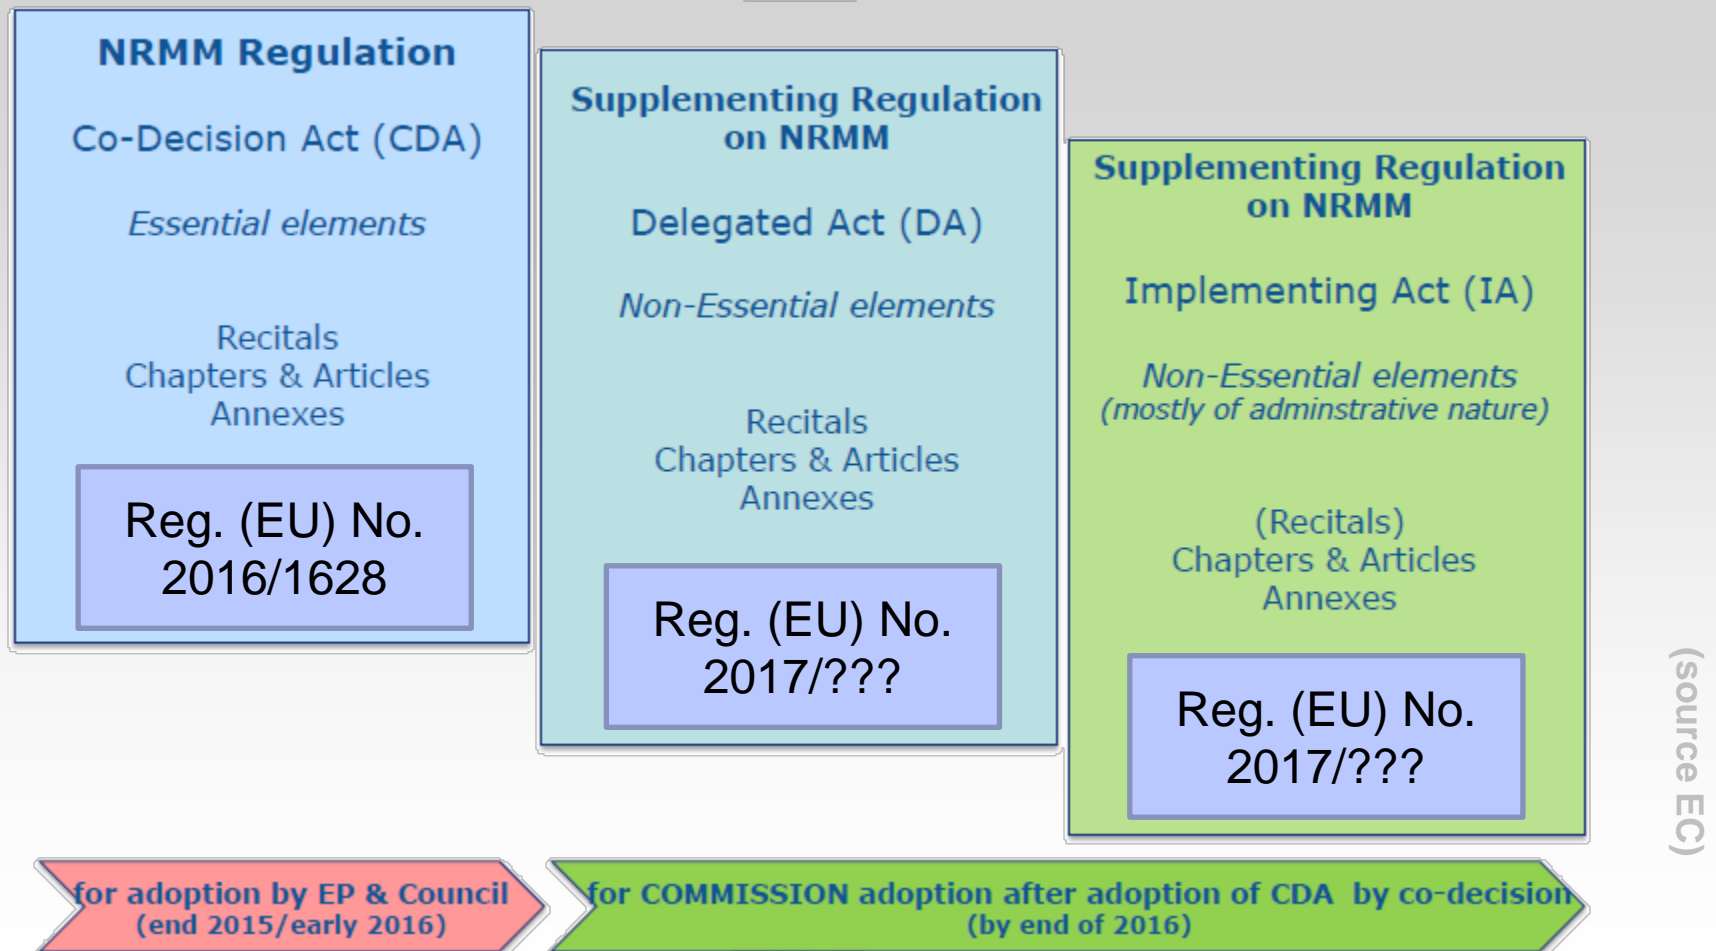 NRMM Regulation
Co-Decision Act (CDA)
Essential elements
Recitals
Chapters & Articles
Annexes
Reg. (EU) No.
2016/1628
Supplementing Regulation
on NRMM
Delegated Act (DA)
Non-Essential elements
Recitals
Chapters & Articles
Annexes
Reg. (EU) No.
2017/???
Supplementing Regulation
on NRMM
Implementing Act (IA)
Non-Essential elements
(mostly of adminstrative nature)
(Recitals)
Chapters & Articles
Annexes
Reg. (EU) No.
2017/???
for adoption by EP & Council
(end 2015/early 2016)
for COMMISSION adoption after adoption of CDA by co-decision
(by end of 2016)
(source EC)